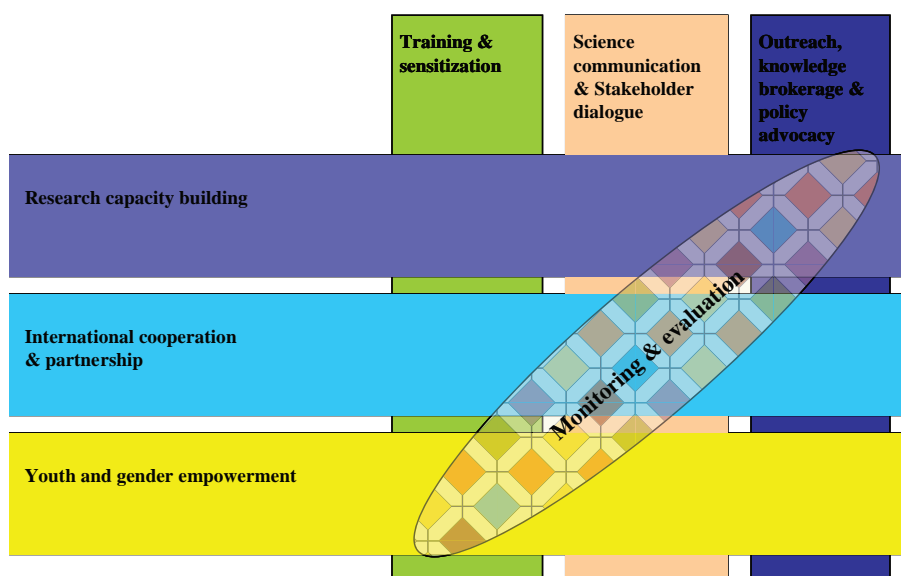 Training &
sensitization
Science
communication
& Stakeholder
dialogue
Outreach,
knowledge
brokerage &
policy
advocacy
Research capacity building
International cooperation
& partnership
Monitoring & evaluation
Youth and gender empowerment